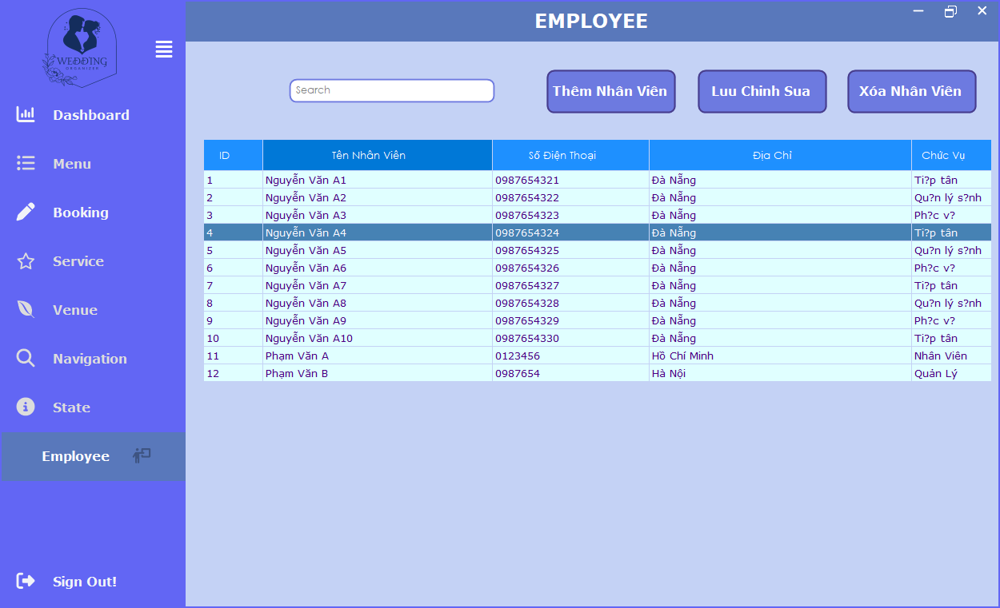 EMPLOYEE
WEDDING
ORGANIZER
Search
Thêm Nhân Viên
Luu Chinh Sua
Xóa Nhân Viên
Dashboard
Menu
Booking
Service
Venue
Navigation
State
Employee
Sign Out!
ID Tên Nhân Viên Số Điện Thoại Địa Chỉ Chức Vụ
1 Nguyễn Văn A1 0987654321 Đà Nẵng Ti?p tân
2 Nguyễn Văn A2 0987654322 Đà Nẵng Qu?n lý s?nh
3 Nguyễn Văn A3 0987654323 Đà Nẵng Ph?c v?
4 Nguyễn Văn A4 0987654324 Đà Nẵng Ti?p tân
5 Nguyễn Văn A5 0987654325 Đà Nẵng Qu?n lý s?nh
6 Nguyễn Văn A6 0987654326 Đà Nẵng Ph?c v?
7 Nguyễn Văn A7 0987654327 Đà Nẵng Ti?p tân
8 Nguyễn Văn A8 0987654328 Đà Nẵng Qu?n lý s?nh
9 Nguyễn Văn A9 0987654329 Đà Nẵng Ph?c v?
10 Nguyễn Văn A10 0987654330 Đà Nẵng Ti?p tân
11 Phạm Văn A 0123456 Hồ Chí Minh Nhân Viên
12 Phạm Văn B 0987654 Hà Nội Quản Lý